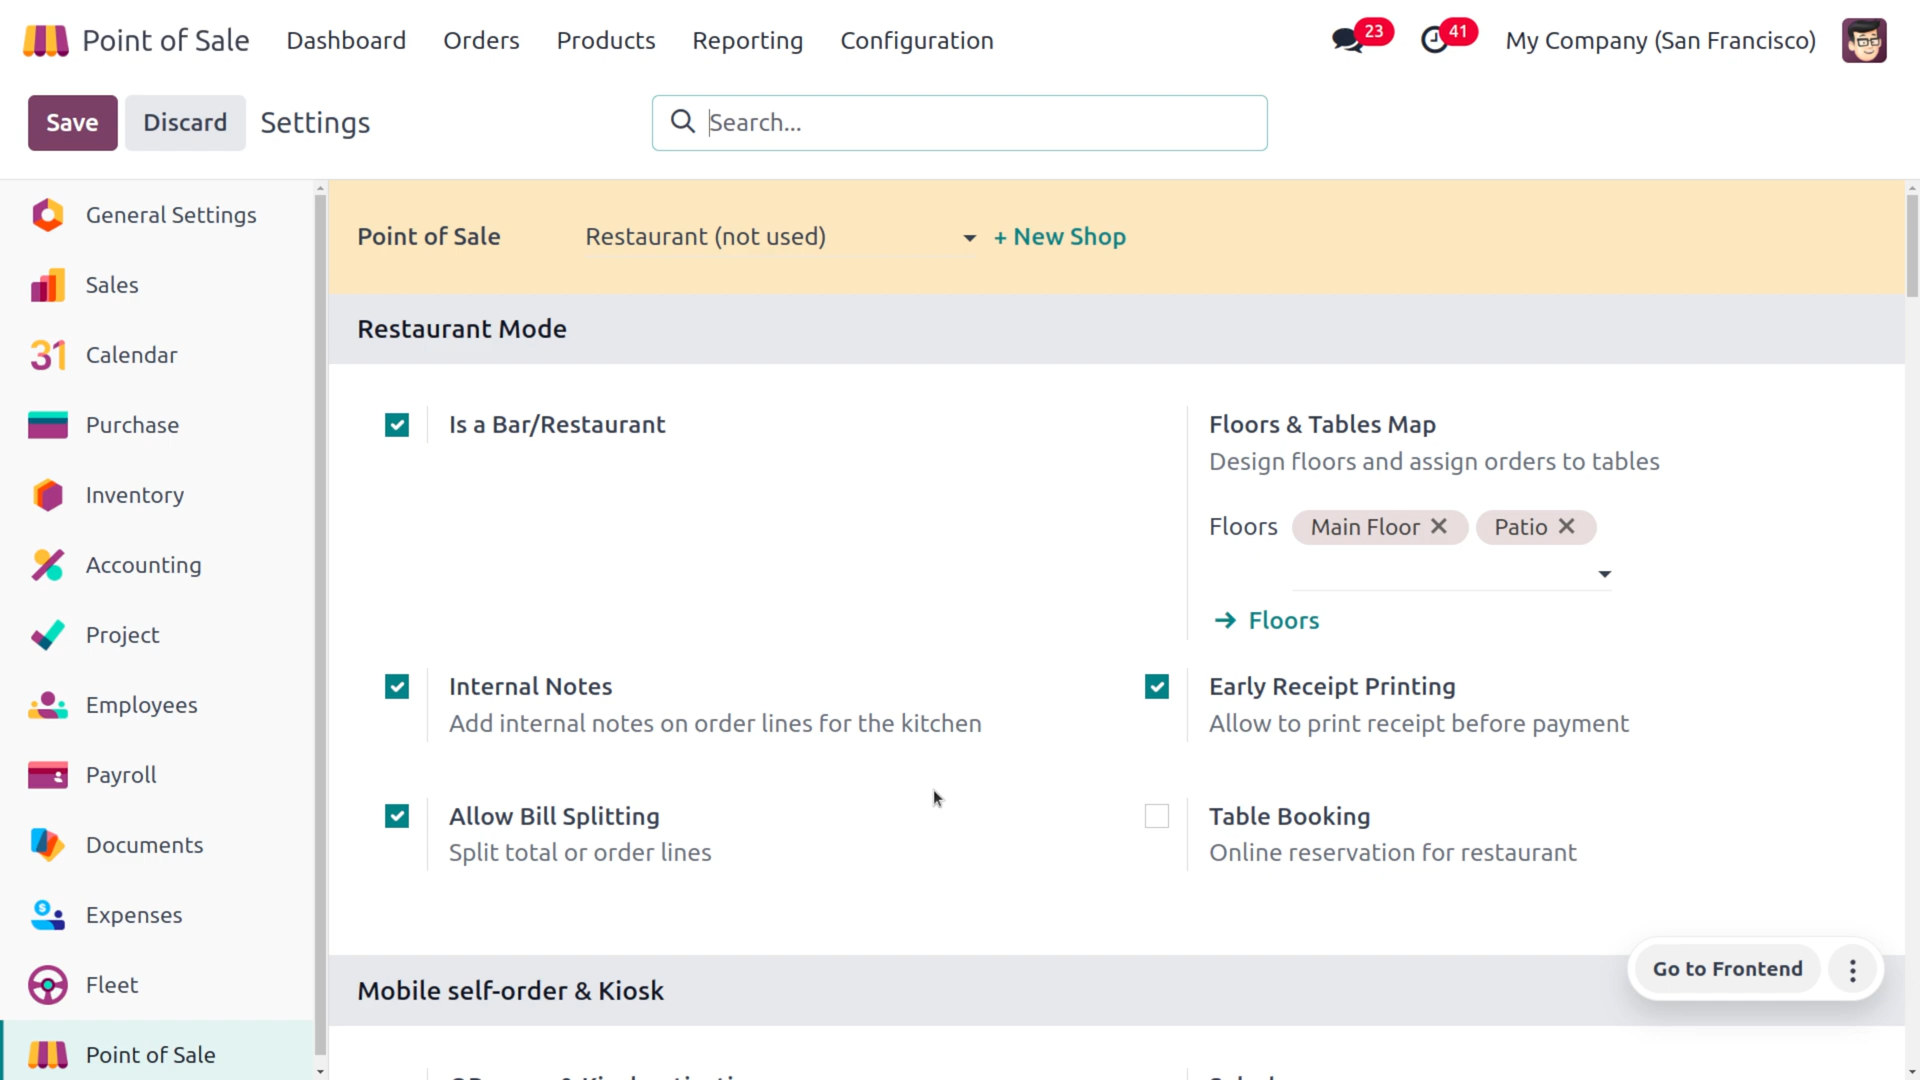 Point of Sale Dashboard Orders Products Reporting Configuration 23 41 My Company (San Francisco)
Save Discard Settings Search...
General Settings
Sales
31 Calendar
Purchase
Inventory
Accounting
Project
Employees
Payroll
Documents
Expenses
Fleet
Point of Sale
Point of Sale Restaurant (not used) + New Shop
Restaurant Mode
Is a Bar/Restaurant
Floors & Tables Map
Design floors and assign orders to tables
Floors Main Floor Patio
Floors
Internal Notes
Add internal notes on order lines for the kitchen
Early Receipt Printing
Allow to print receipt before payment
Allow Bill Splitting
Split total or order lines
Table Booking
Online reservation for restaurant
Go to Frontend
Mobile self-order & Kiosk